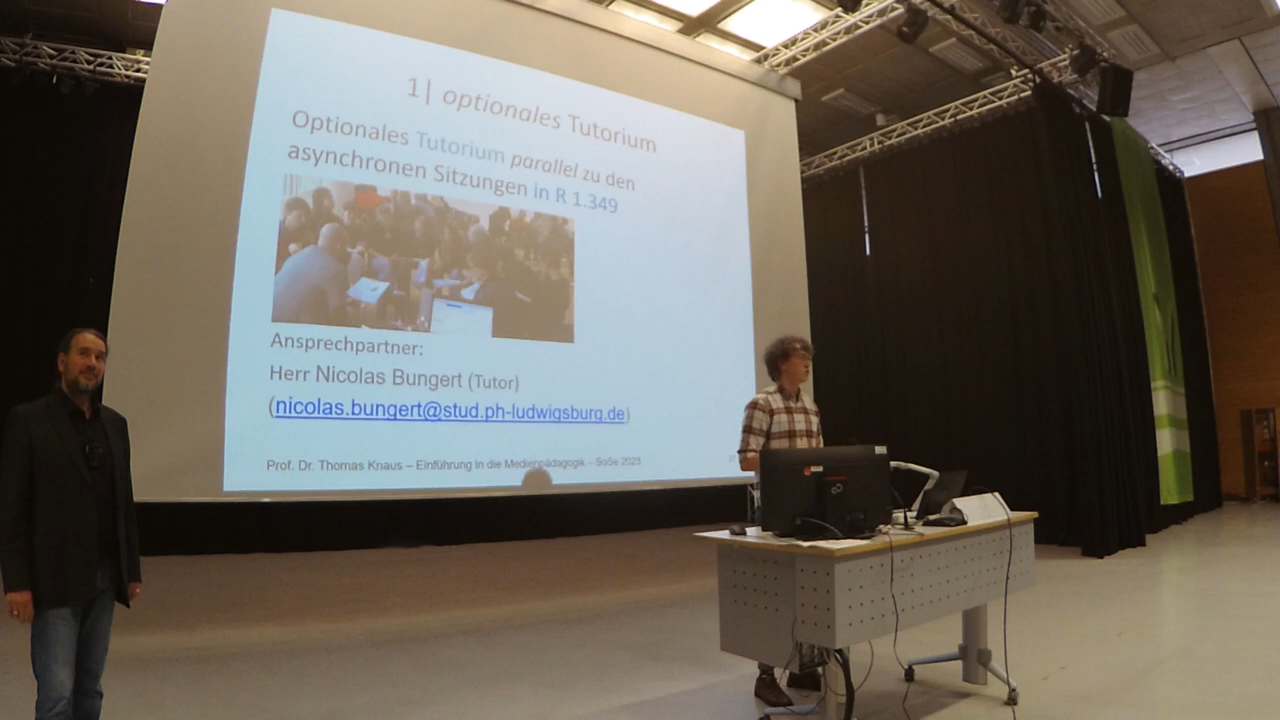 1| optionales Tutorium
Optionales Tutorium parallel zu den
asynchronen Sitzungen in R 1.349
Ansprechpartner:
Herr Nicolas Bungert (Tutor)
(nicolas.bungert@stud.ph-ludwigsburg.de)
Prof. Dr. Thomas Knaus – Einführung in die Medienpädagogik – SoSe 2025